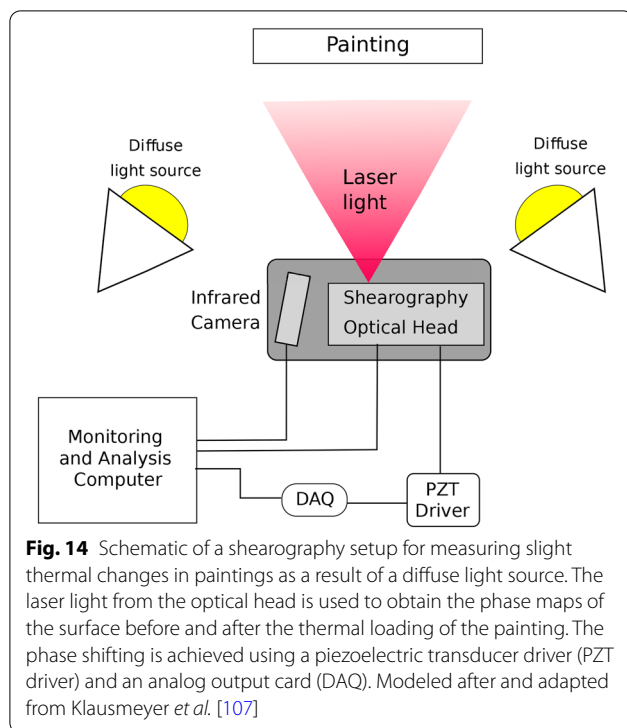 Painting
Diffuse
light source
Diffuse
light source
Laser
light
Infrared
Camera
Shearography
Optical Head
Monitoring
and Analysis
Computer
DAQ
PZT
Driver
Fig. 14 Schematic of a shearography setup for measuring slight
thermal changes in paintings as a result of a diffuse light source. The
laser light from the optical head is used to obtain the phase maps of
the surface before and after the thermal loading of the painting. The
phase shifting is achieved using a piezoelectric transducer driver (PZT
driver) and an analog output card (DAQ). Modeled after and adapted
from Klausmeyer et al. [107]